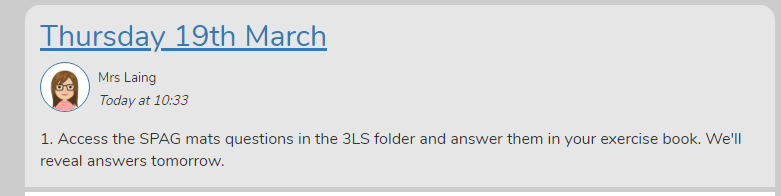 Thursday 19th March
Mrs Laing
Today at 10:33
1. Access the SPAG mats questions in the 3LS folder and answer them in your exercise book. We'll
reveal answers tomorrow.